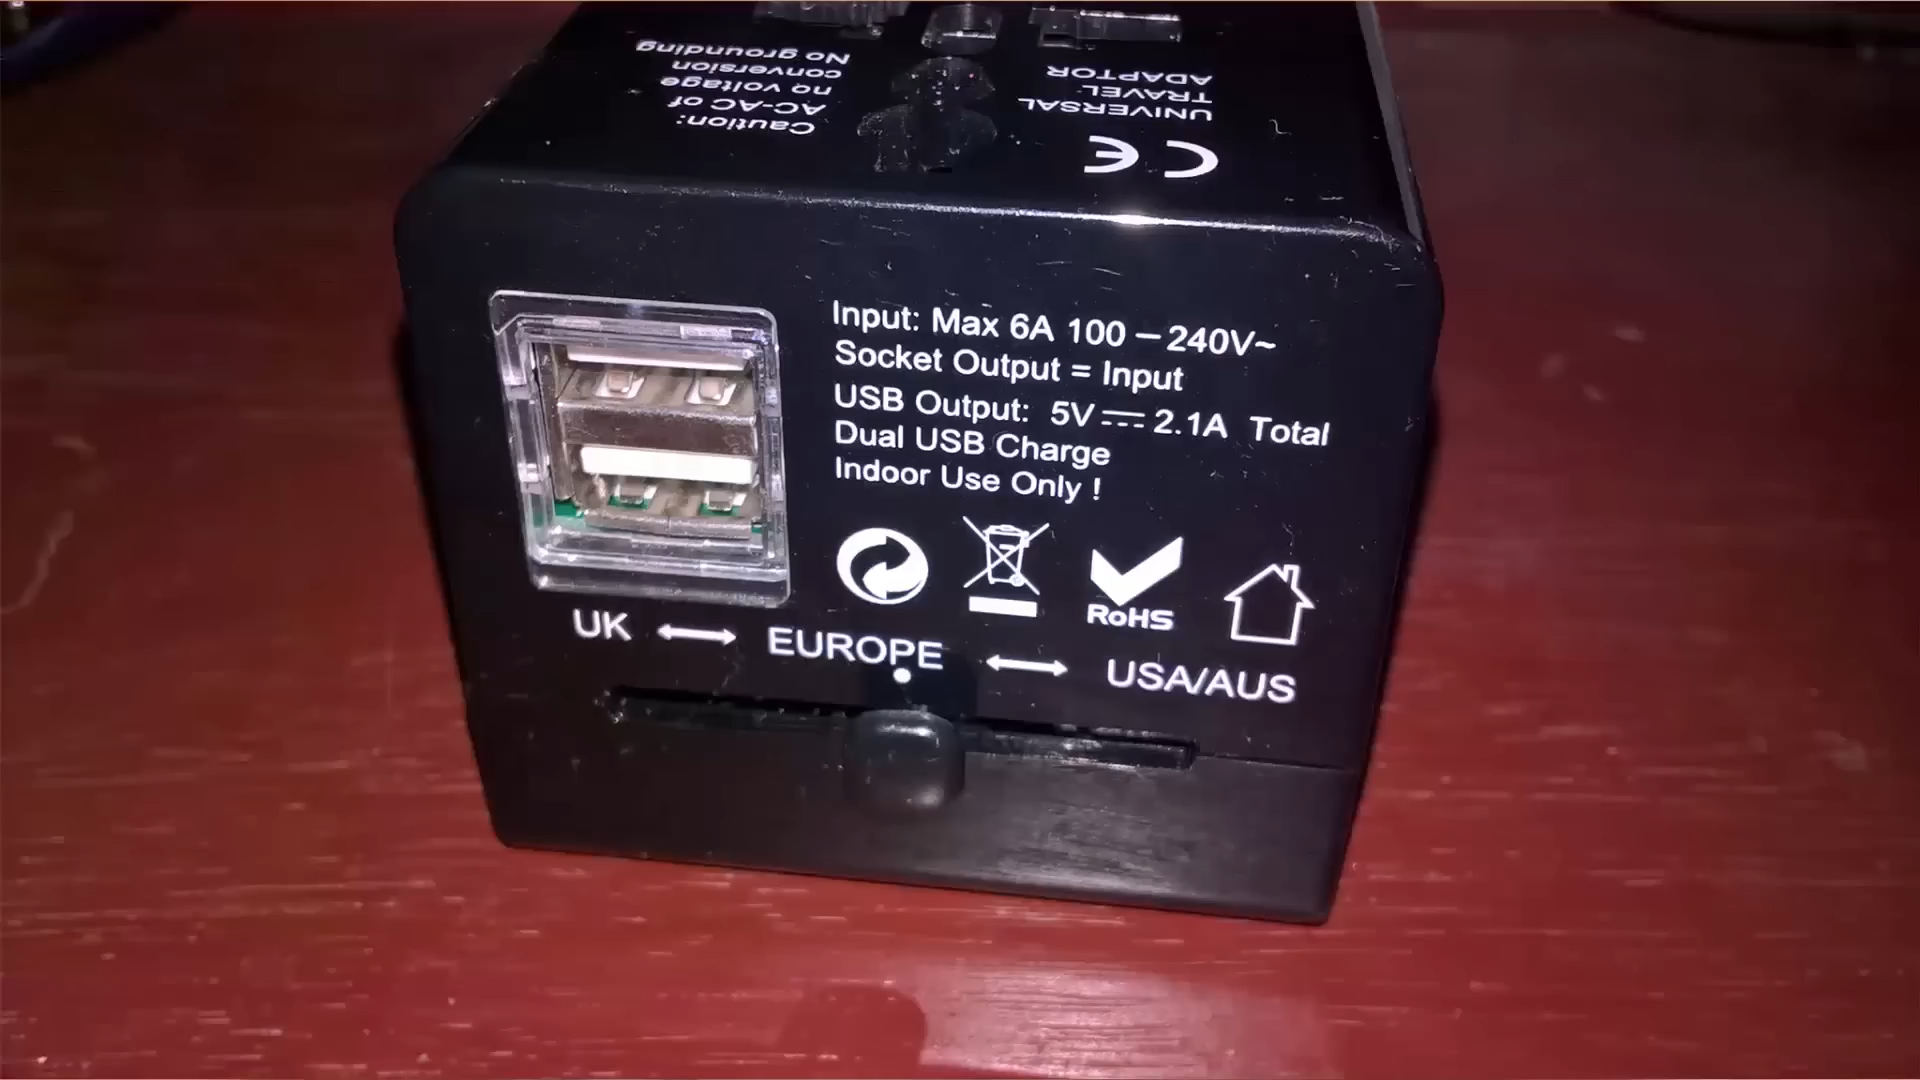 Caution:
AC-AC of
no voltage
conversion
No grounding
UNIVERSAL
TRAVEL
ADAPTOR
CE
Input: Max 6A 100 – 240V~
Socket Output = Input
USB Output: 5V⎓2.1A Total
Dual USB Charge
Indoor Use Only !
RoHS
UK ↔ EUROPE ↔ USA/AUS